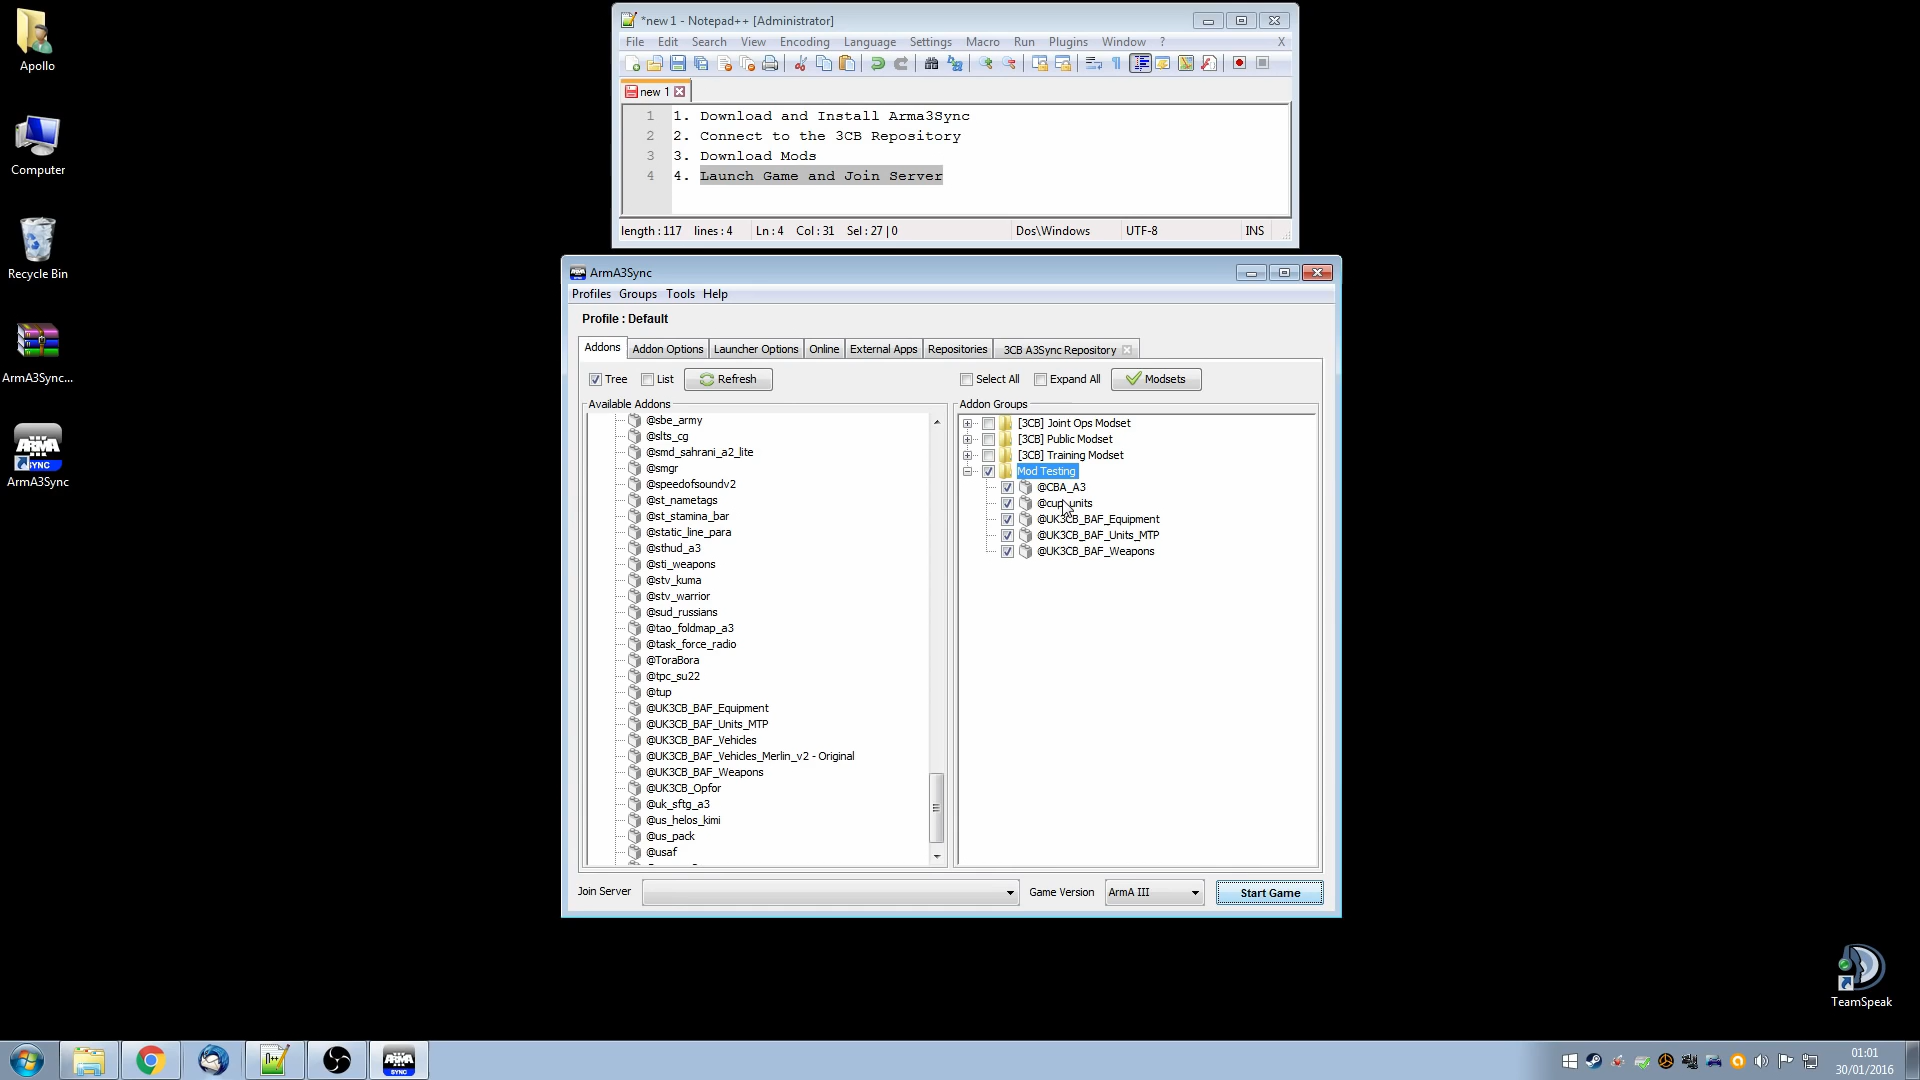 Apollo
Computer
Recycle Bin
ArmA3Sync...
ArmA3Sync
*new 1 - Notepad++ [Administrator]
File Edit Search View Encoding Language Settings Macro Run Plugins Window ? X
new 1
1 1. Download and Install Arma3Sync
2 2. Connect to the 3CB Repository
3 3. Download Mods
4 4. Launch Game and Join Server
length : 117 lines : 4 Ln : 4 Col : 31 Sel : 27 | 0 Dos\Windows UTF-8 INS
ArmA3Sync
Profiles Groups Tools Help
Profile : Default
Addons Addon Options Launcher Options Online External Apps Repositories 3CB A3Sync Repository
Tree List Refresh
Select All Expand All Modsets
Available Addons
@sbe_army
@slts_cg
@smd_sahrani_a2_lite
@smgr
@speedofsoundv2
@st_nametags
@st_stamina_bar
@static_line_para
@sthud_a3
@sti_weapons
@stv_kuma
@stv_warrior
@sud_russians
@tao_foldmap_a3
@task_force_radio
@ToraBora
@tpc_su22
@tup
@UK3CB_BAF_Equipment
@UK3CB_BAF_Units_MTP
@UK3CB_BAF_Vehicles
@UK3CB_BAF_Vehicles_Merlin_v2 - Original
@UK3CB_BAF_Weapons
@UK3CB_Opfor
@uk_sftg_a3
@us_helos_kimi
@us_pack
@usaf
Addon Groups
[3CB] Joint Ops Modset
[3CB] Public Modset
[3CB] Training Modset
Mod Testing
@CBA_A3
@cup_units
@UK3CB_BAF_Equipment
@UK3CB_BAF_Units_MTP
@UK3CB_BAF_Weapons
Join Server Game Version ArmA III Start Game
TeamSpeak
01:01
30/01/2016